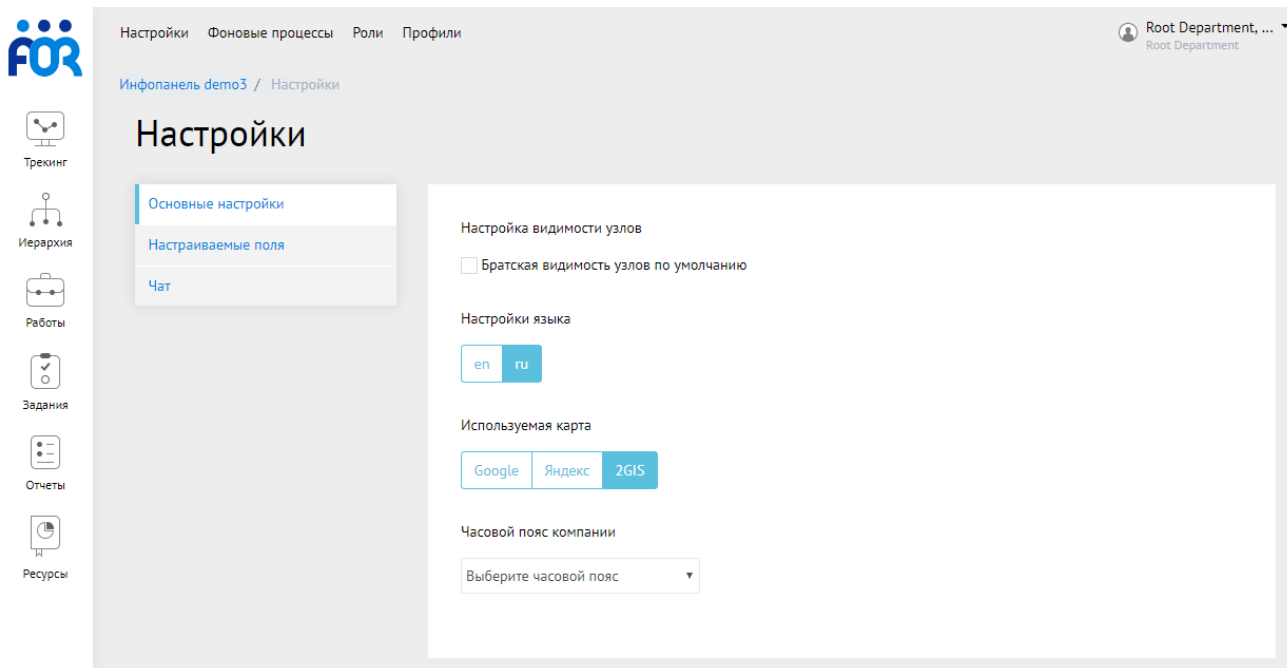 FOR
Настройки Фоновые процессы Роли Профили
Root Department, ...
Root Department
Инфопанель demo3 / Настройки
Настройки
Трекинг
Иерархия
Работы
Задания
Отчеты
Ресурсы
Основные настройки
Настраиваемые поля
Чат
Настройка видимости узлов
Братская видимость узлов по умолчанию
Настройки языка
en ru
Используемая карта
Google Яндекс 2GIS
Часовой пояс компании
Выберите часовой пояс